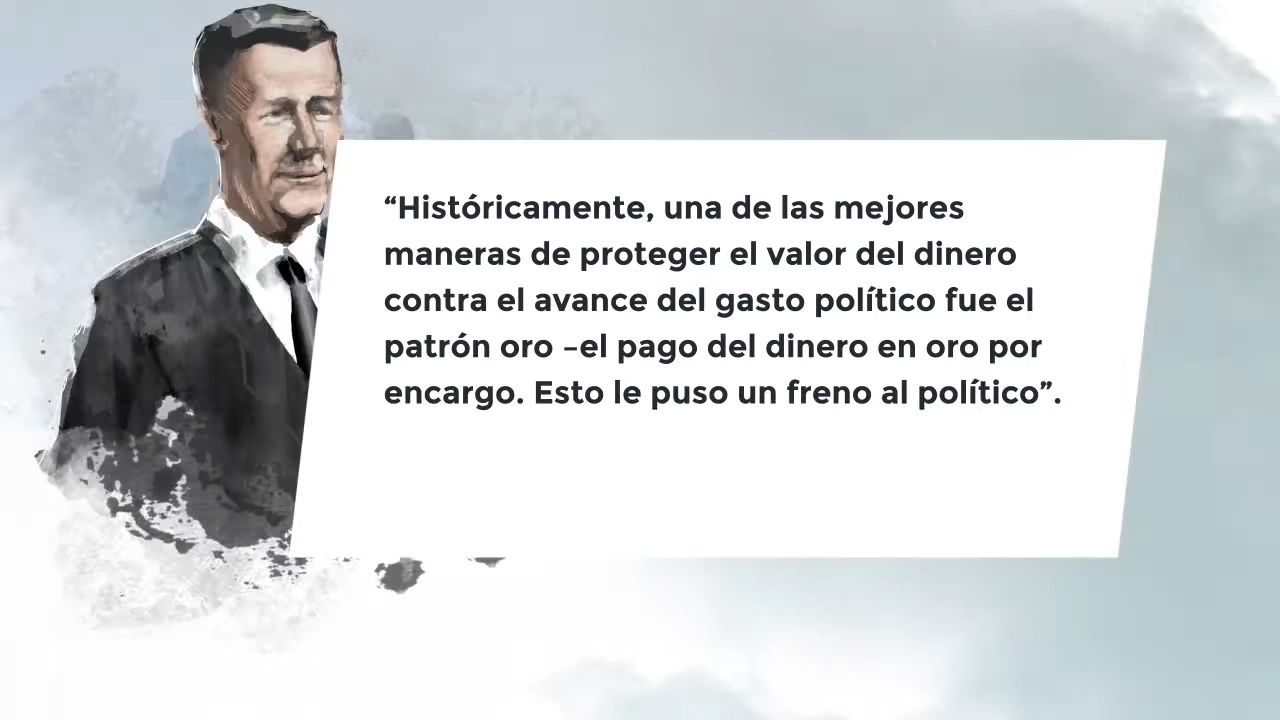 “Históricamente, una de las mejores
maneras de proteger el valor del dinero
contra el avance del gasto político fue el
patrón oro –el pago del dinero en oro por
encargo. Esto le puso un freno al político”.